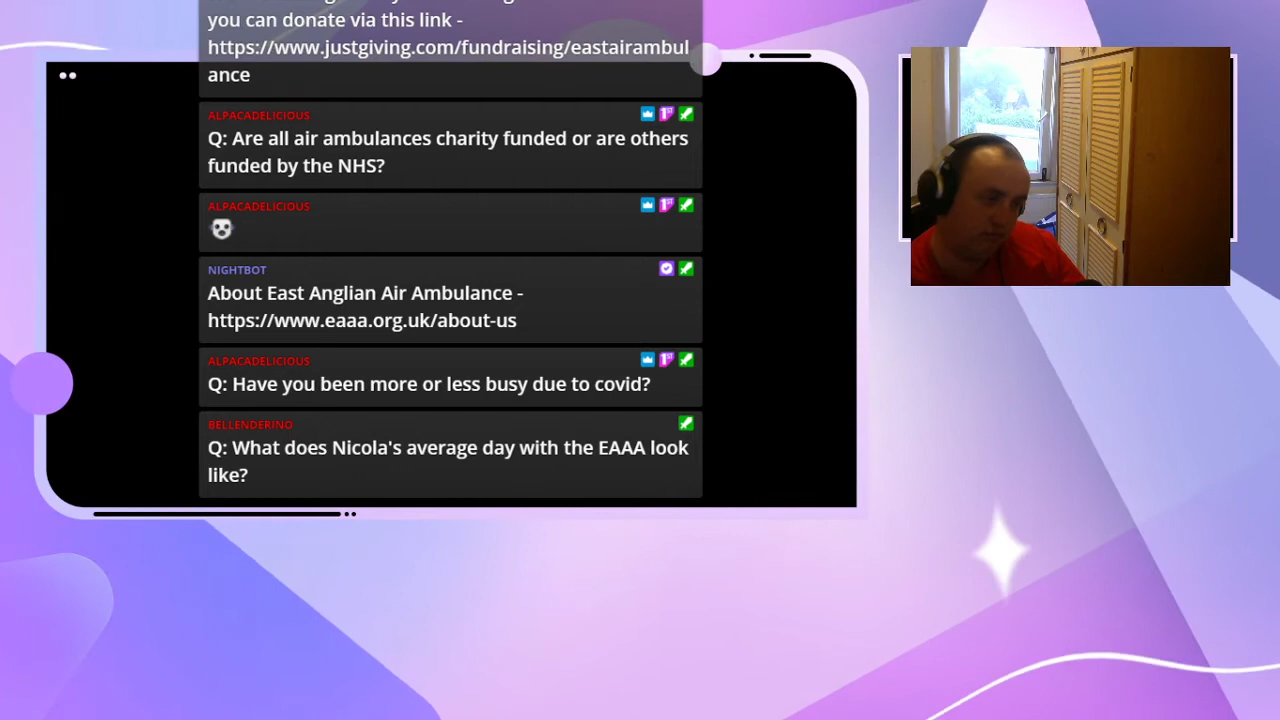 you can donate via this link -
https://www.justgiving.com/fundraising/eastairambul
ance
ALPACADELICIOUS
Q: Are all air ambulances charity funded or are others
funded by the NHS?
ALPACADELICIOUS
NIGHTBOT
About East Anglian Air Ambulance -
https://www.eaaa.org.uk/about-us
ALPACADELICIOUS
Q: Have you been more or less busy due to covid?
BELLENDERINO
Q: What does Nicola's average day with the EAAA look
like?